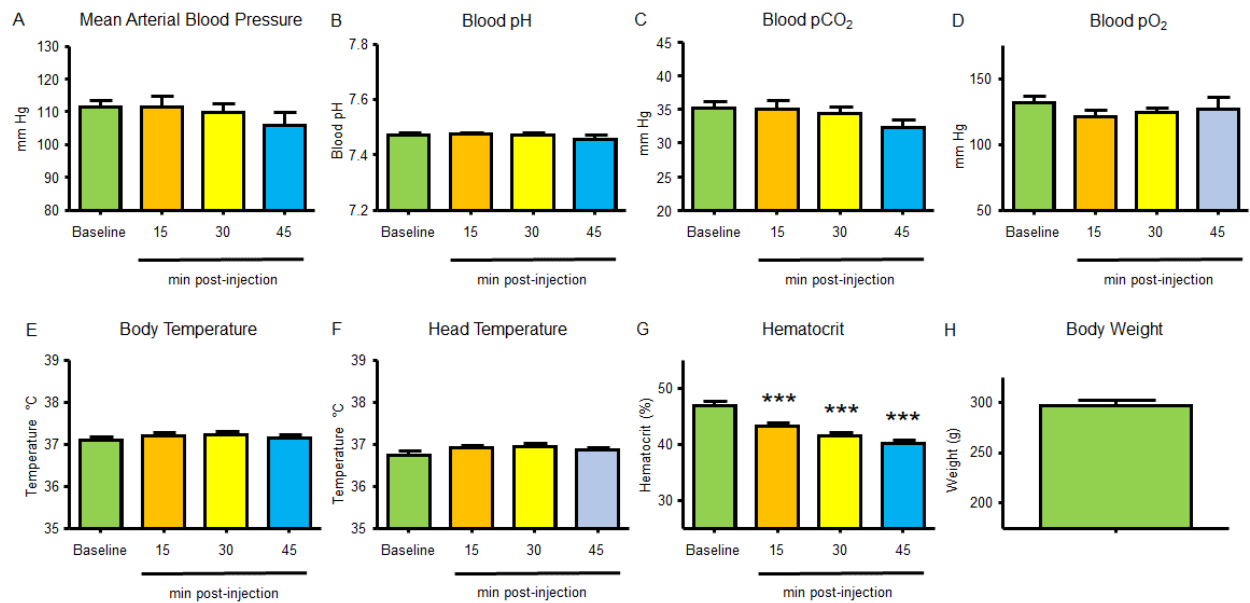 A Mean Arterial Blood Pressure
mm Hg
130
120
110
100
90
80
Baseline 15 30 45
min post-injection
B Blood pH
Blood pH
7.8
7.6
7.4
7.2
Baseline 15 30 45
min post-injection
C Blood pCO₂
mm Hg
45
40
35
30
25
20
Baseline 15 30 45
min post-injection
D Blood pO₂
mm Hg
150
100
50
Baseline 15 30 45
min post-injection
E Body Temperature
Temperature °C
39
38
37
36
35
Baseline 15 30 45
min post-injection
F Head Temperature
Temperature °C
39
38
37
36
35
Baseline 15 30 45
min post-injection
G Hematocrit
Hematocrit (%)
50
40
30
*** *** ***
Baseline 15 30 45
min post-injection
H Body Weight
Weight (g)
300
250
200